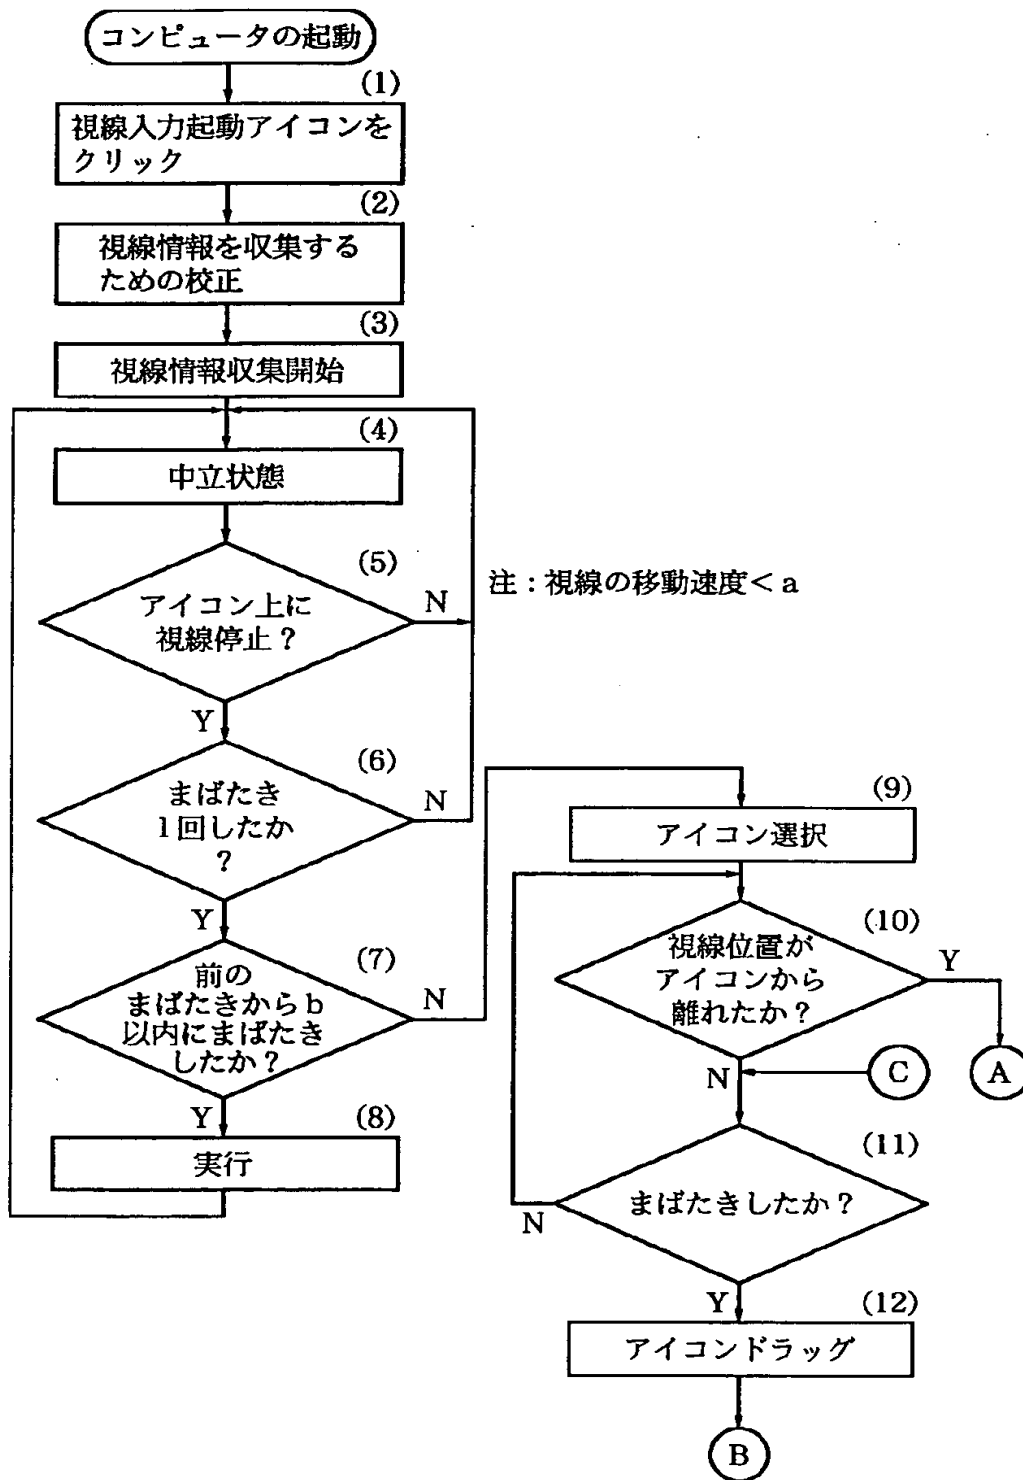 コンピュータの起動
(1)
視線入力起動アイコンを
クリック
(2)
視線情報を収集する
ための校正
(3)
視線情報収集開始
(4)
中立状態
(5)
アイコン上に
視線停止？
N
注：視線の移動速度＜a
Y
(6)
まばたき
1回したか
？
N
Y
(7)
前の
まばたきからb
以内にまばたき
したか？
N
Y
(8)
実行
(9)
アイコン選択
(10)
視線位置が
アイコンから
離れたか？
Y
A
N
C
(11)
まばたきしたか？
N
Y
(12)
アイコンドラッグ
B